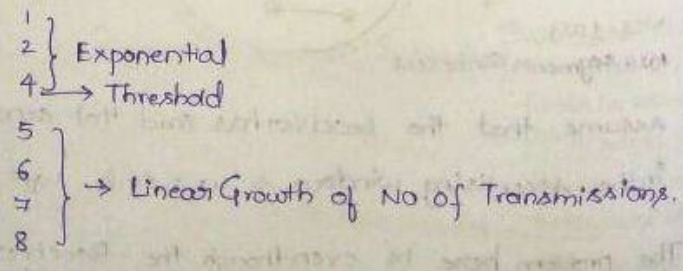 1
2 } Exponential
4 → Threshold
5
6
7 } → Linear Growth of No of Transmissions.
8